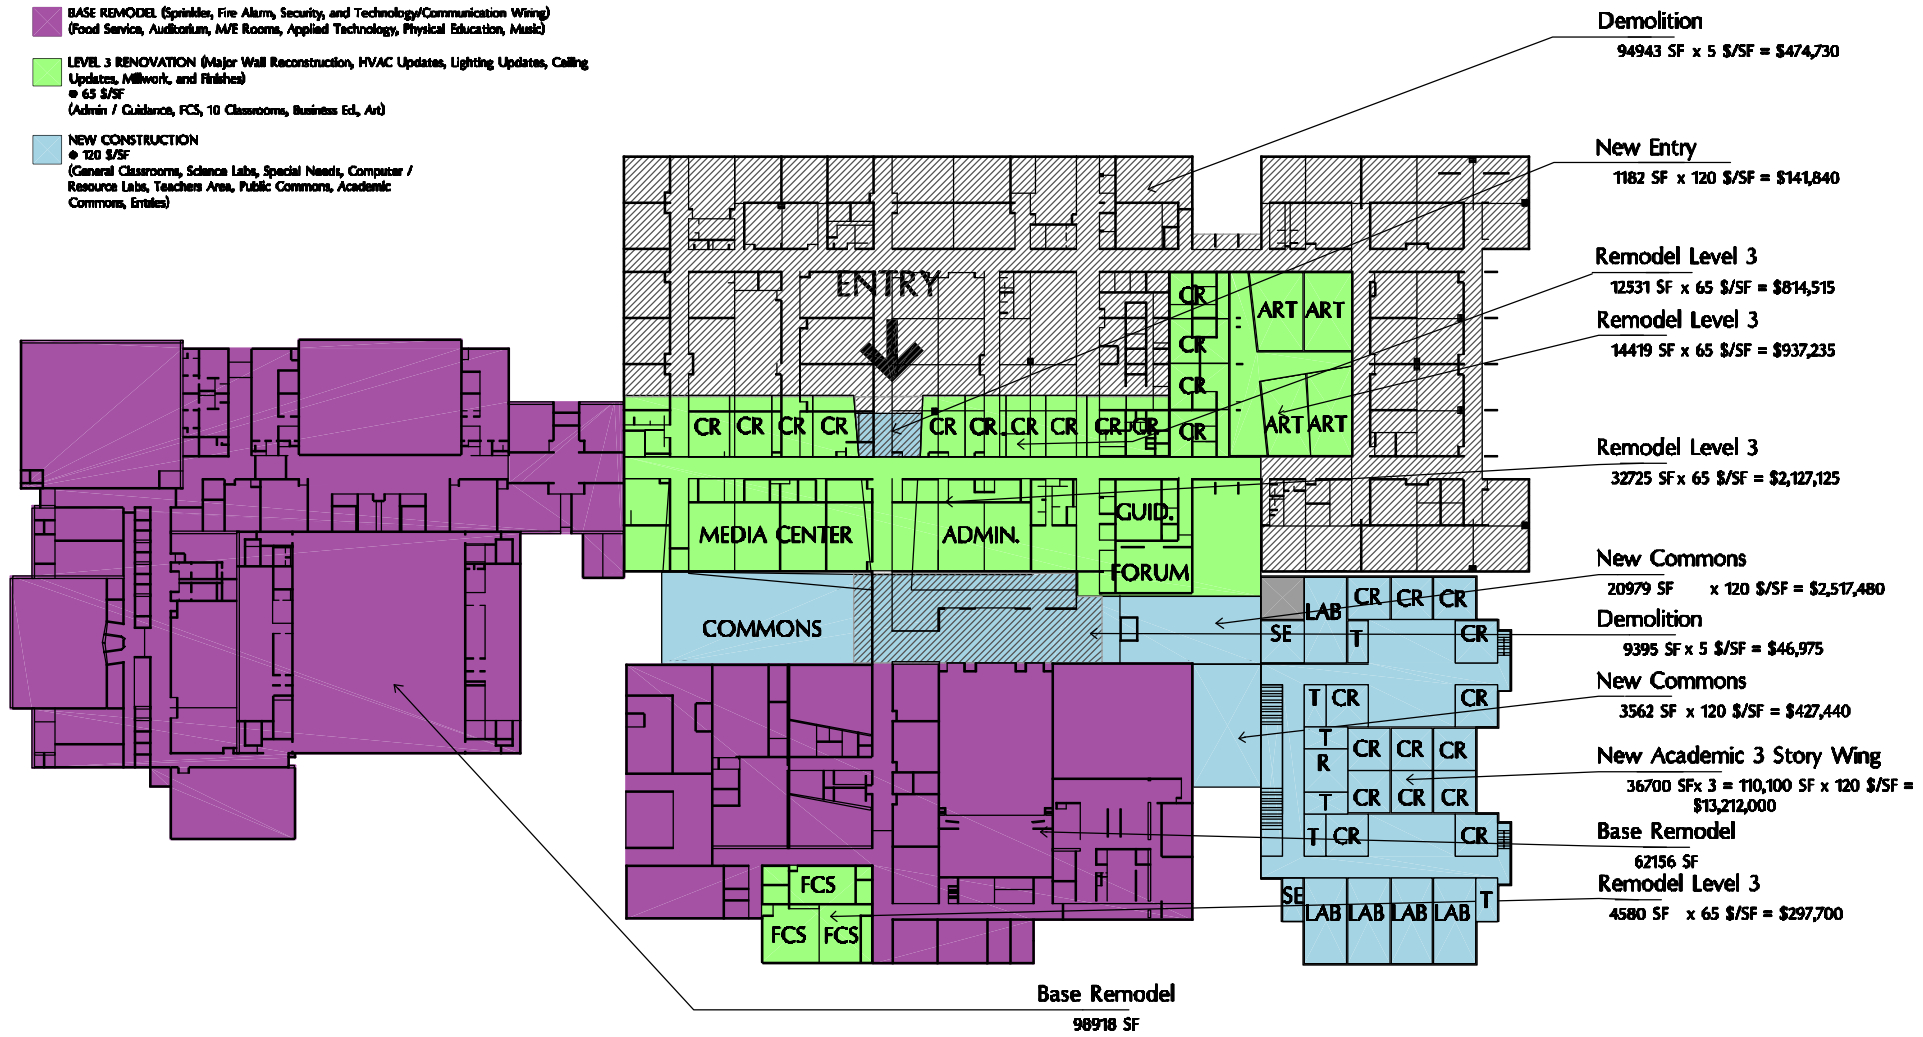 BASE REMODEL (Sprinkler, Fire Alarm, Security, and Technology/Communication Wiring)
(Food Service, Auditorium, M/E Rooms, Applied Technology, Physical Education, Music)
LEVEL 3 RENOVATION (Major Wall Reconstruction, HVAC Updates, Lighting Updates, Ceiling
Updates, Millwork, and Finishes)
@ 65 $/SF
(Admin / Guidance, FCS, 10 Classrooms, Business Ed., Art)
NEW CONSTRUCTION
@ 120 $/SF
(General Classrooms, Science Labs, Special Needs, Computer /
Resource Labs, Teachers Area, Public Commons, Academic
Commons, Entries)
Demolition
94943 SF x 5 $/SF = $474,730
New Entry
1182 SF x 120 $/SF = $141,840
Remodel Level 3
12531 SF x 65 $/SF = $814,515
Remodel Level 3
14419 SF x 65 $/SF = $937,235
Remodel Level 3
32725 SF x 65 $/SF = $2,127,125
New Commons
20979 SF x 120 $/SF = $2,517,480
Demolition
9395 SF x 5 $/SF = $46,975
New Commons
3562 SF x 120 $/SF = $427,440
New Academic 3 Story Wing
36700 SF x 3 = 110,100 SF x 120 $/SF =
$13,212,000
Base Remodel
62156 SF
Remodel Level 3
4580 SF x 65 $/SF = $297,700
Base Remodel
98918 SF
ENTRY
CR
ART ART
CR
CR
CR CR CR CR CR CR CR CR CR CR CR ART ART
MEDIA CENTER ADMIN. GUID.
FORUM
COMMONS
LAB CR CR CR
SE T CR
T CR CR
T CR CR CR
R
T CR CR CR
T CR CR
SE T
LAB LAB LAB LAB
FCS
FCS FCS